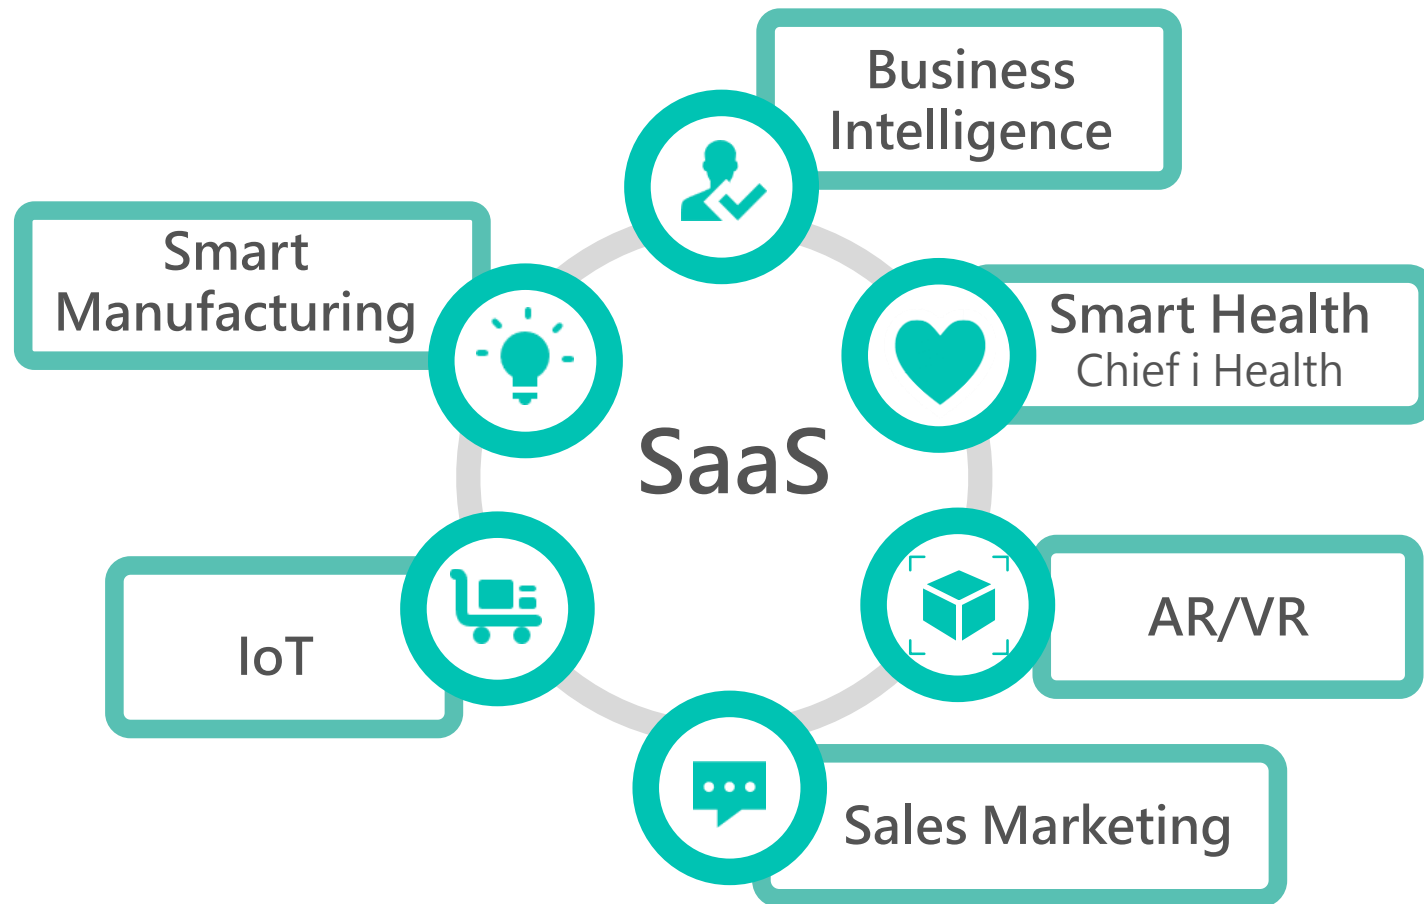 Business
Intelligence
Smart
Manufacturing
Smart Health
Chief i Health
SaaS
IoT
AR/VR
Sales Marketing